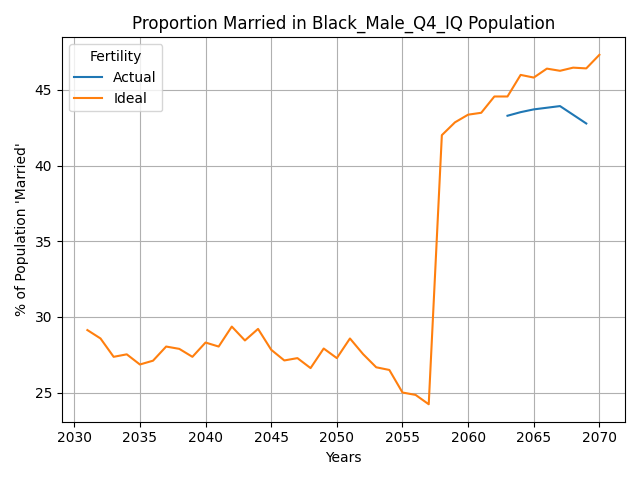 Proportion Married in Black_Male_Q4_IQ Population
Fertility
Actual
Ideal
% of Population 'Married'
45
40
35
30
25
2030 2035 2040 2045 2050 2055 2060 2065 2070
Years